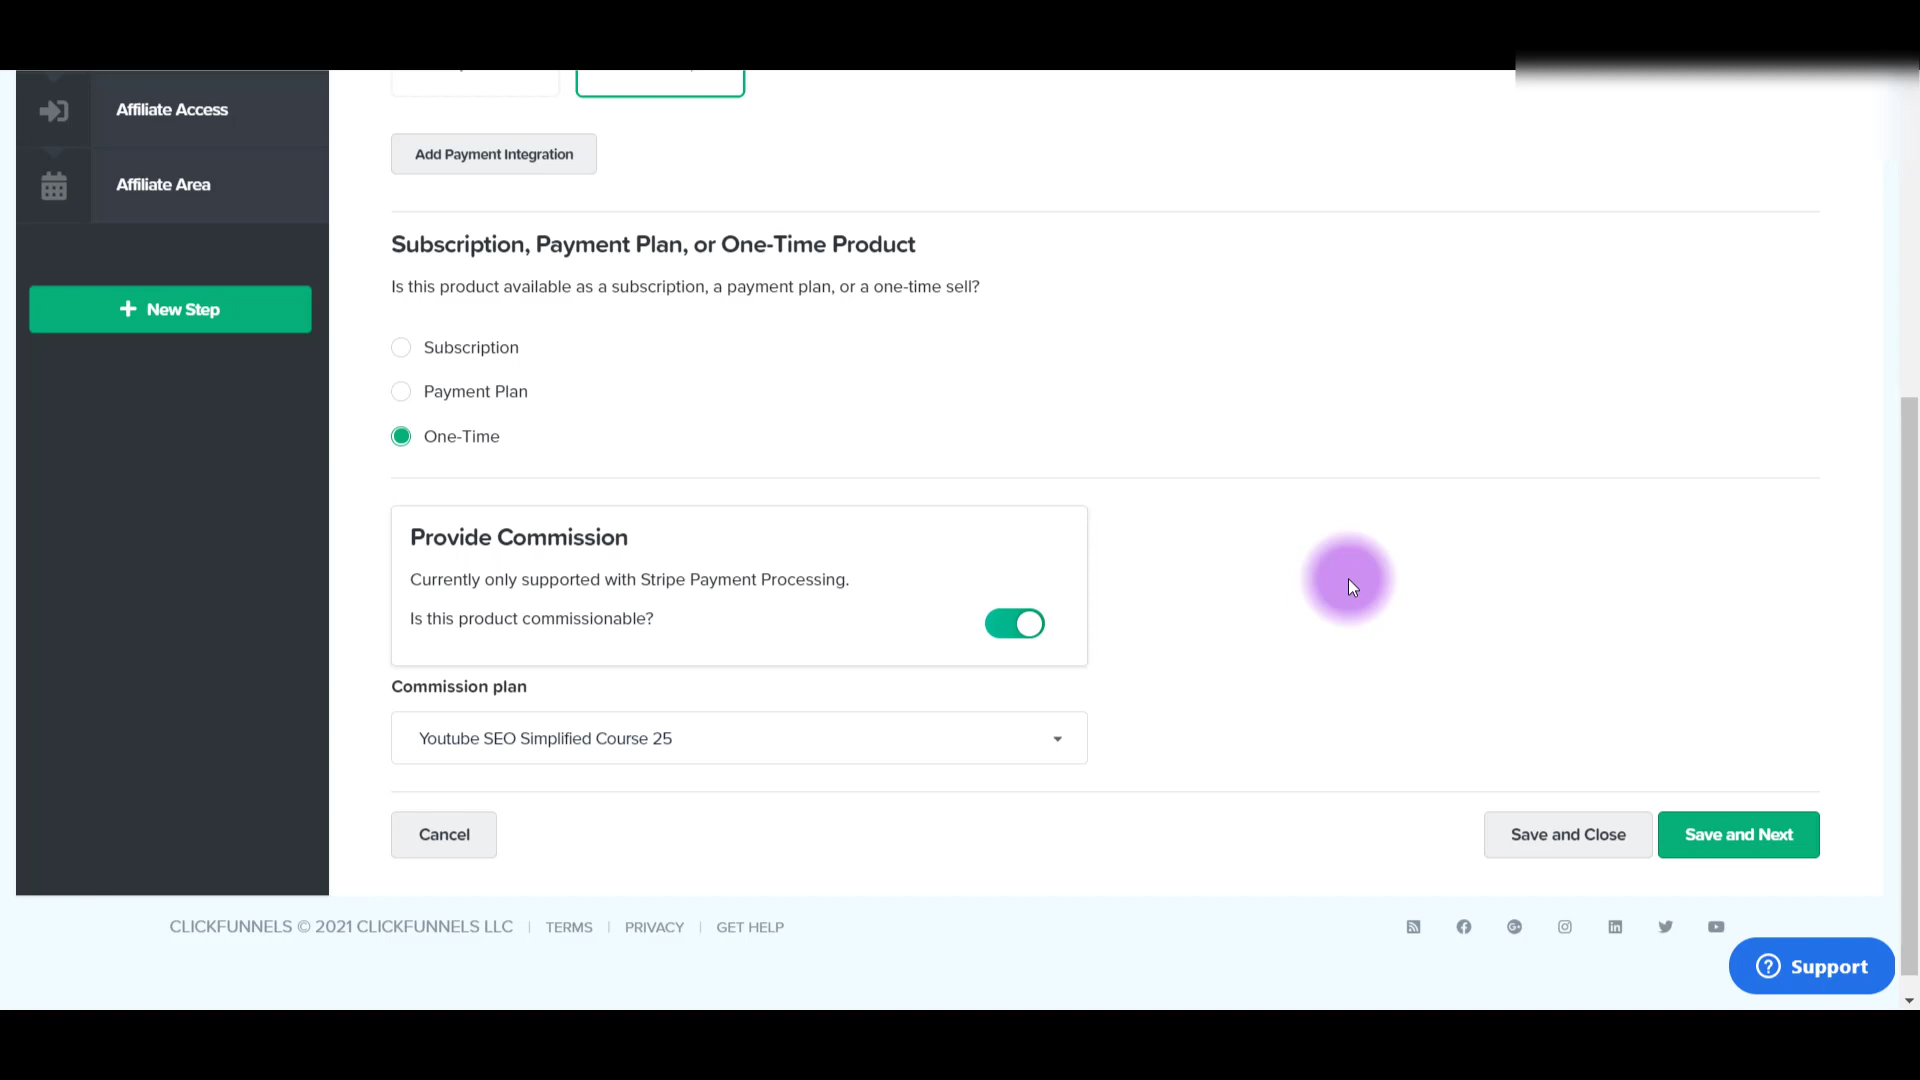 Affiliate Access
Affiliate Area
+ New Step
Add Payment Integration
Subscription, Payment Plan, or One-Time Product
Is this product available as a subscription, a payment plan, or a one-time sell?
Subscription
Payment Plan
One-Time
Provide Commission
Currently only supported with Stripe Payment Processing.
Is this product commissionable?
Commission plan
Youtube SEO Simplified Course 25
Cancel
Save and Close
Save and Next
CLICKFUNNELS © 2021 CLICKFUNNELS LLC | TERMS | PRIVACY | GET HELP
Support